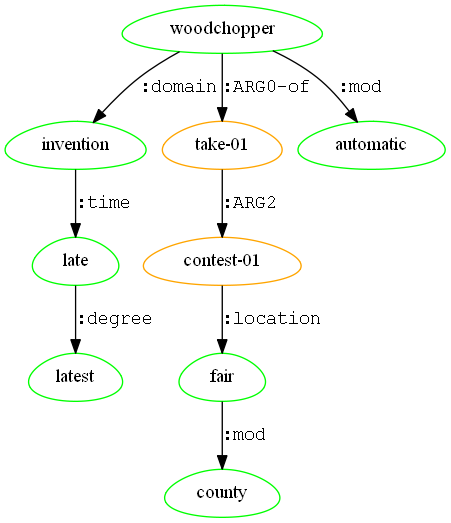 woodchopper
:domain :ARG0-of :mod
invention take-01 automatic
:time :ARG2
late contest-01
:degree :location
latest fair
:mod
county